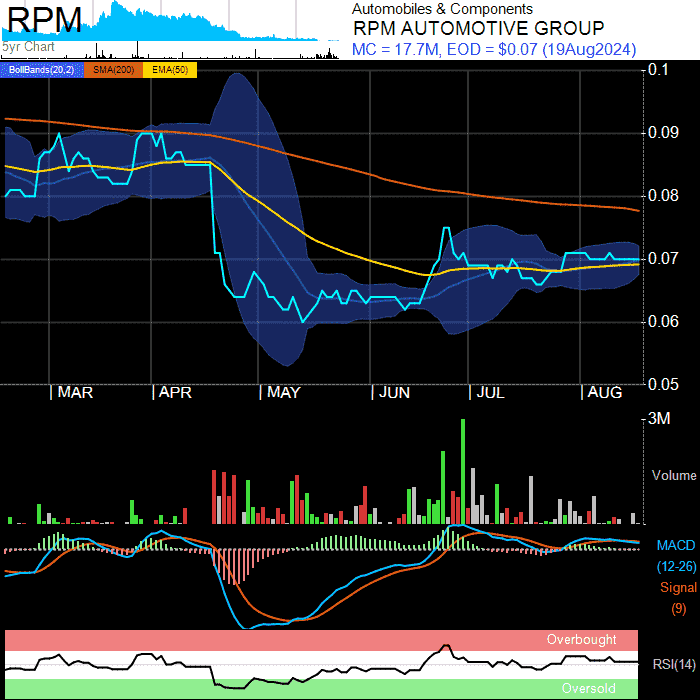 RPM
5yr Chart
Automobiles & Components
RPM AUTOMOTIVE GROUP
MC = 17.7M, EOD = $0.07 (19Aug2024)
BollBands(20,2) SMA(200) EMA(50)
0.1
0.09
0.08
0.07
0.06
0.05
MAR APR MAY JUN JUL AUG
3M
Volume
MACD
(12-26)
Signal
(9)
Overbought
RSI(14)
Oversold